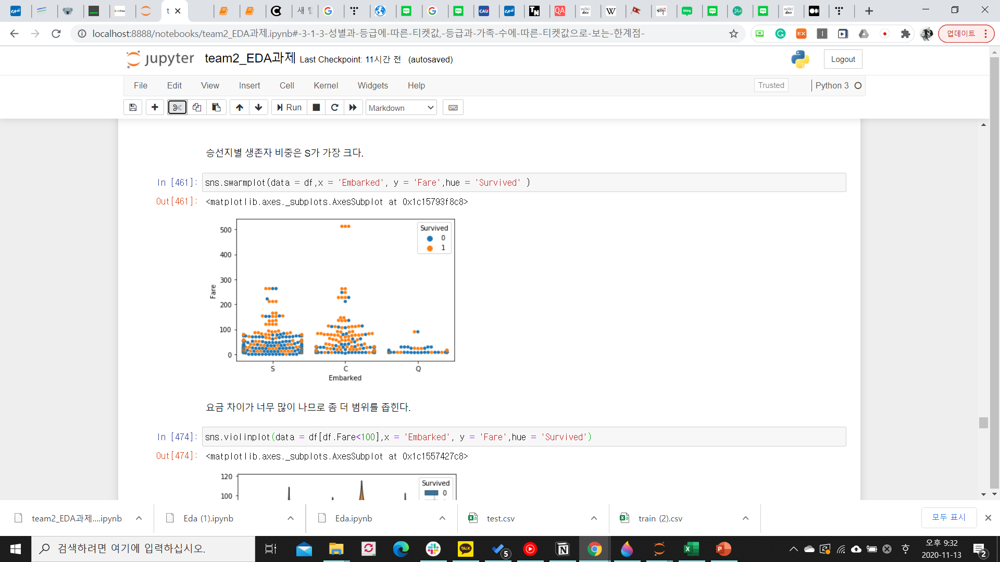 새 탭
localhost:8888/notebooks/team2_EDA과제.ipynb#-3-1-3-성별과-등급에-따른-티켓값,-등급과-가족-수에-따른-티켓값으로-보는-한계점-
업데이트
jupyter team2_EDA과제 Last Checkpoint: 11시간 전 (autosaved)
Logout
File Edit View Insert Cell Kernel Widgets Help
Trusted
Python 3
Run
Markdown
승선지별 생존자 비중은 S가 가장 크다.
In [461]: sns.swarmplot(data = df,x = 'Embarked', y = 'Fare',hue = 'Survived' )
Out[461]: <matplotlib.axes._subplots.AxesSubplot at 0x1c15793f8c8>
Survived
0
1
500
400
300
200
100
0
Fare
S C Q
Embarked
요금 차이가 너무 많이 나므로 좀 더 범위를 좁힌다.
In [474]: sns.violinplot(data = df[df.Fare<100],x = 'Embarked', y = 'Fare',hue = 'Survived')
Out[474]: <matplotlib.axes._subplots.AxesSubplot at 0x1c1557427c8>
120
100
Survived
0
team2_EDA과제....ipynb
Eda (1).ipynb
Eda.ipynb
test.csv
train (2).csv
모두 표시
검색하려면 여기에 입력하십시오.
TALK
5
오후 9:32
2020-11-13
2